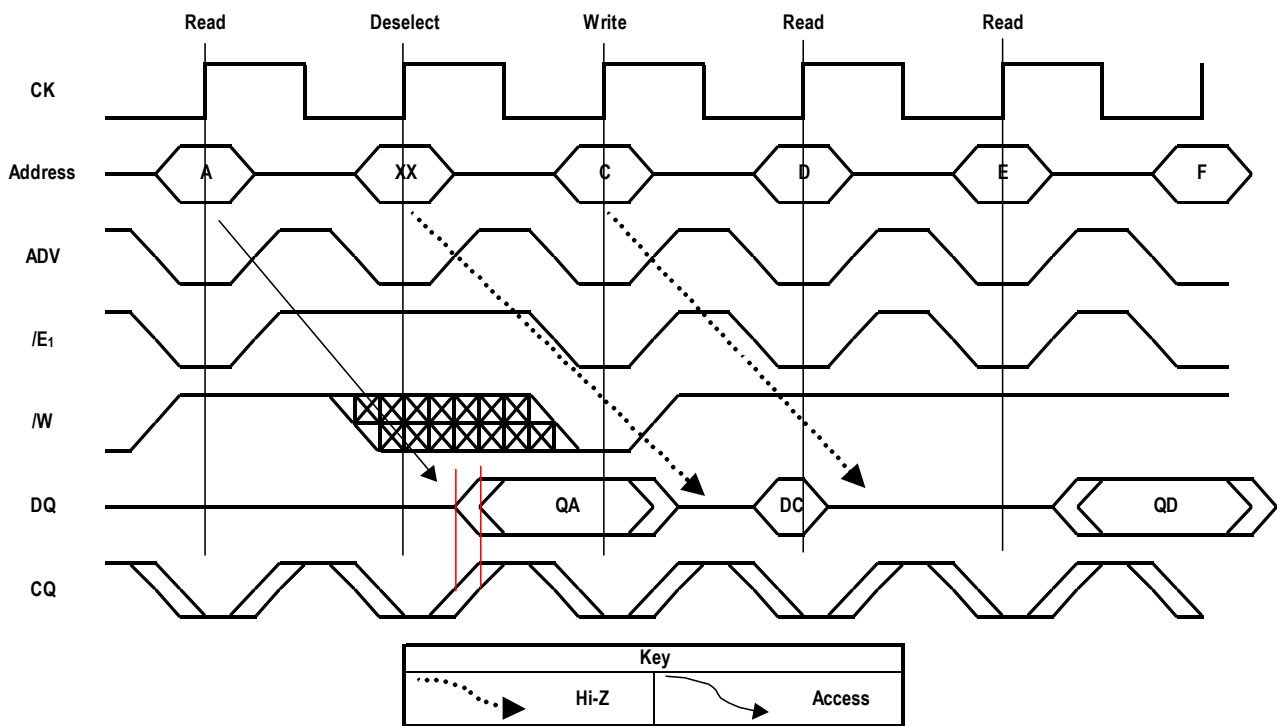 Read Deselect Write Read Read
CK
Address A XX C D E F
ADV
/E1
/W
DQ QA DC QD
CQ
Key
Hi-Z Access